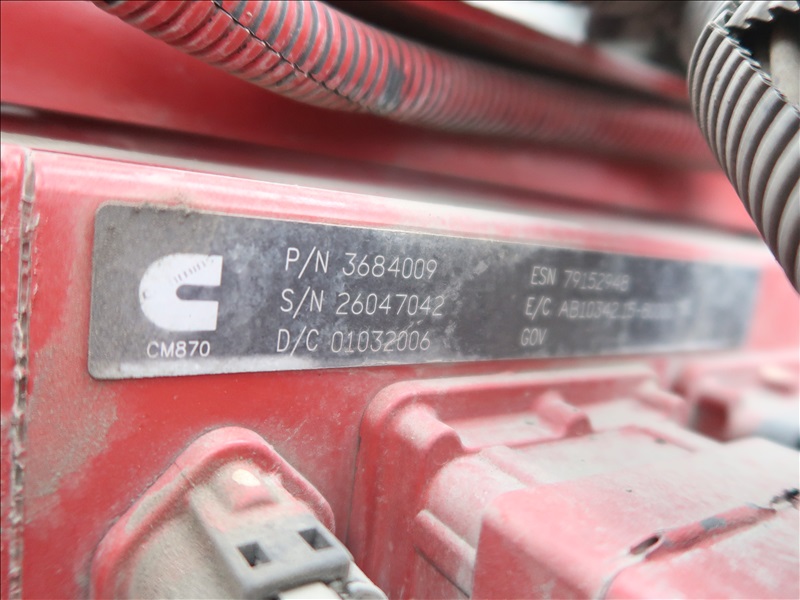 P/N 3684009
S/N 26047042
D/C 01032006
CM870
ESN 79152948
E/C
GOV